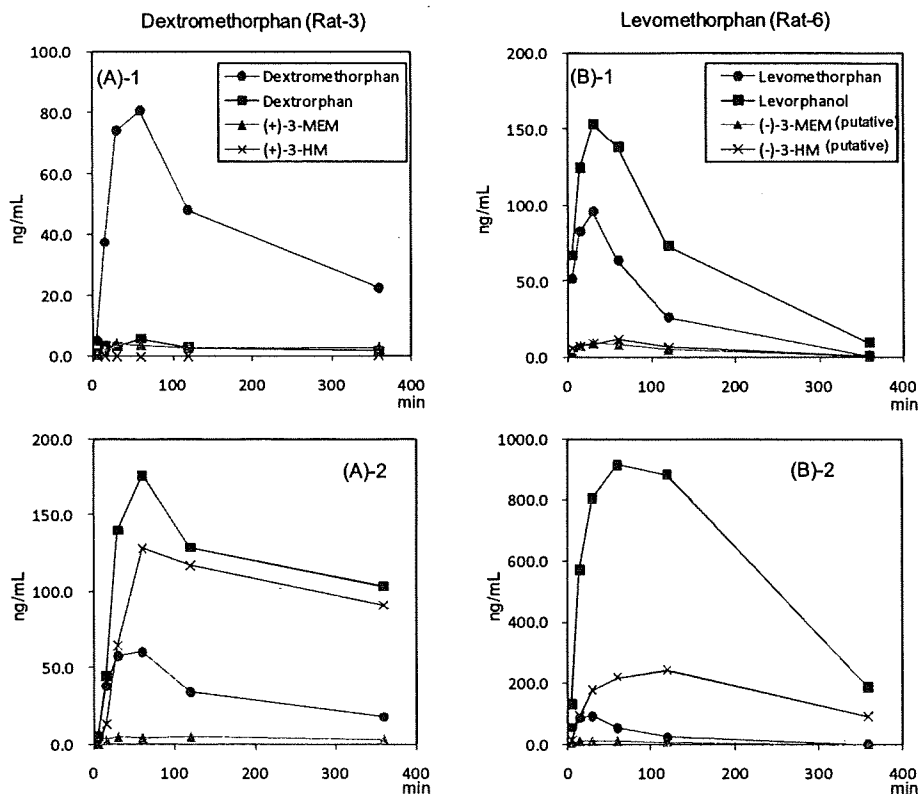 Dextromethorphan (Rat-3)
Levomethorphan (Rat-6)
(A)-1
Dextromethorphan
Dextrorphan
(+)-3-MEM
(+)-3-HM
100.0
80.0
60.0
40.0
20.0
0.0
ng/mL
0 100 200 300 400
min
(B)-1
Levomethorphan
Levorphanol
(-)-3-MEM (putative)
(-)-3-HM (putative)
200.0
150.0
100.0
50.0
0.0
ng/mL
0 100 200 300 400
min
(A)-2
200.0
150.0
100.0
50.0
0.0
ng/mL
0 100 200 300 400
min
(B)-2
1000.0
800.0
600.0
400.0
200.0
0.0
ng/mL
0 100 200 300 400
min